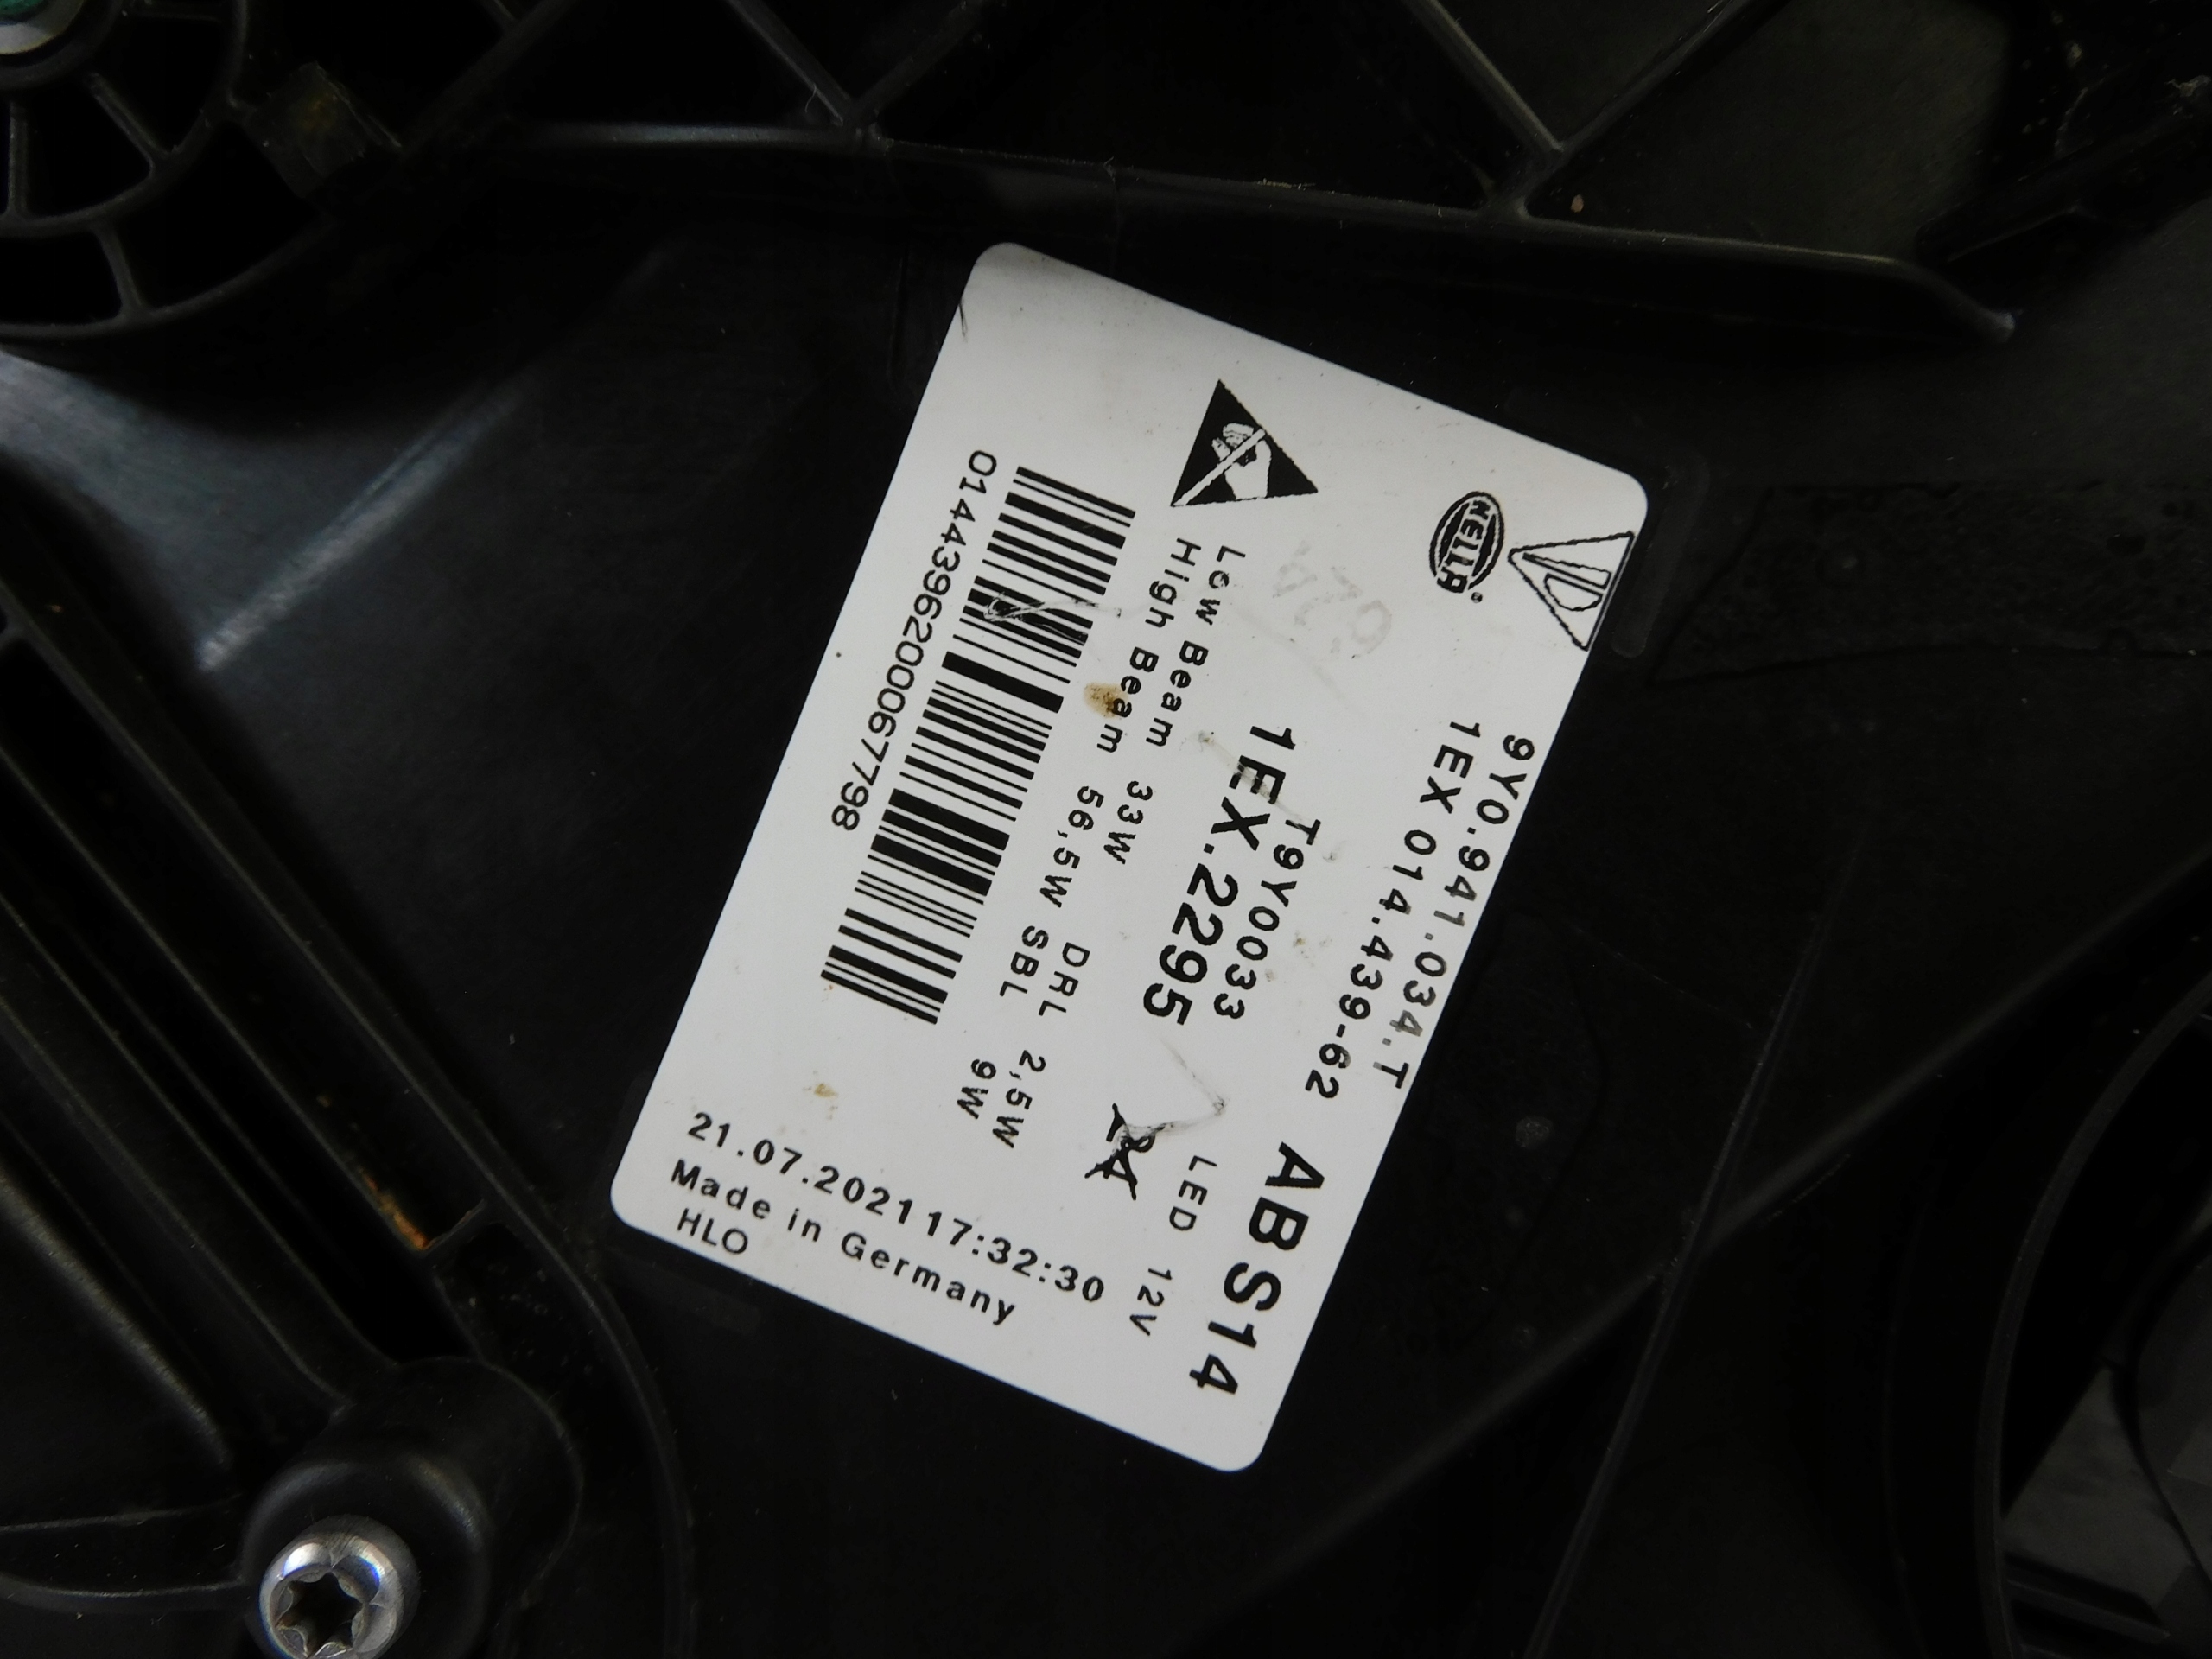 HELLA
9Y0.941.034.T
1EX 014.439-62
ABS14
T9Y0033
1EX.2295
LED 12V
Low Beam 33W DRL 2,5W
High Beam 56,5W SBL 9W
0144396200067798
21.07.2021 17:32:30
Made in Germany
HLO